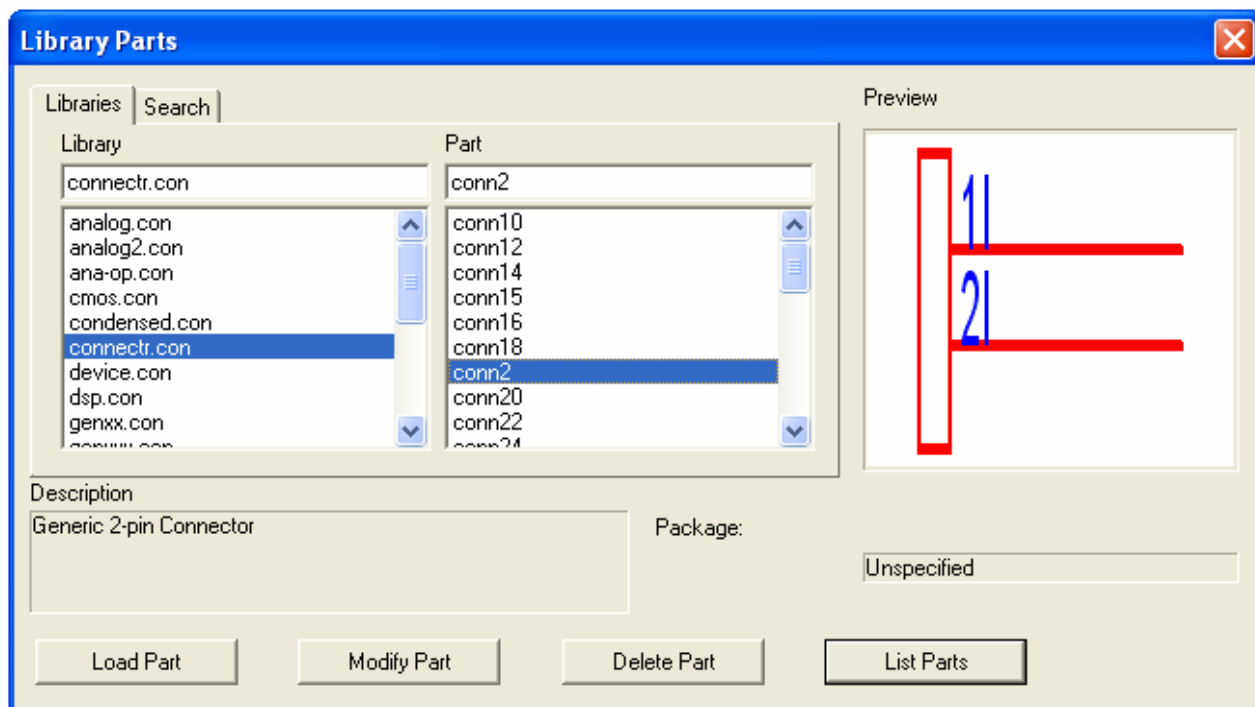 Library Parts
Libraries
Search
Library
connectr.con
analog.con
analog2.con
ana-op.con
cmos.con
condensed.con
connectr.con
device.con
dsp.con
genxx.con
Part
conn2
conn10
conn12
conn14
conn15
conn16
conn18
conn2
conn20
conn22
conn24
Preview
1
2
Description
Generic 2-pin Connector
Package:
Unspecified
Load Part
Modify Part
Delete Part
List Parts